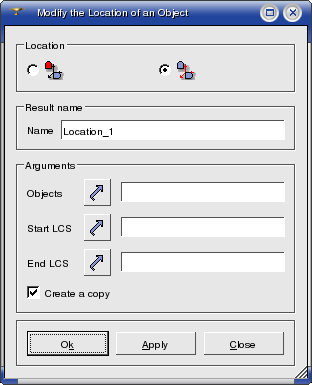 Modify the Location of an Object
Location
Result name
Name Location_1
Arguments
Objects
Start LCS
End LCS
Create a copy
Ok Apply Close